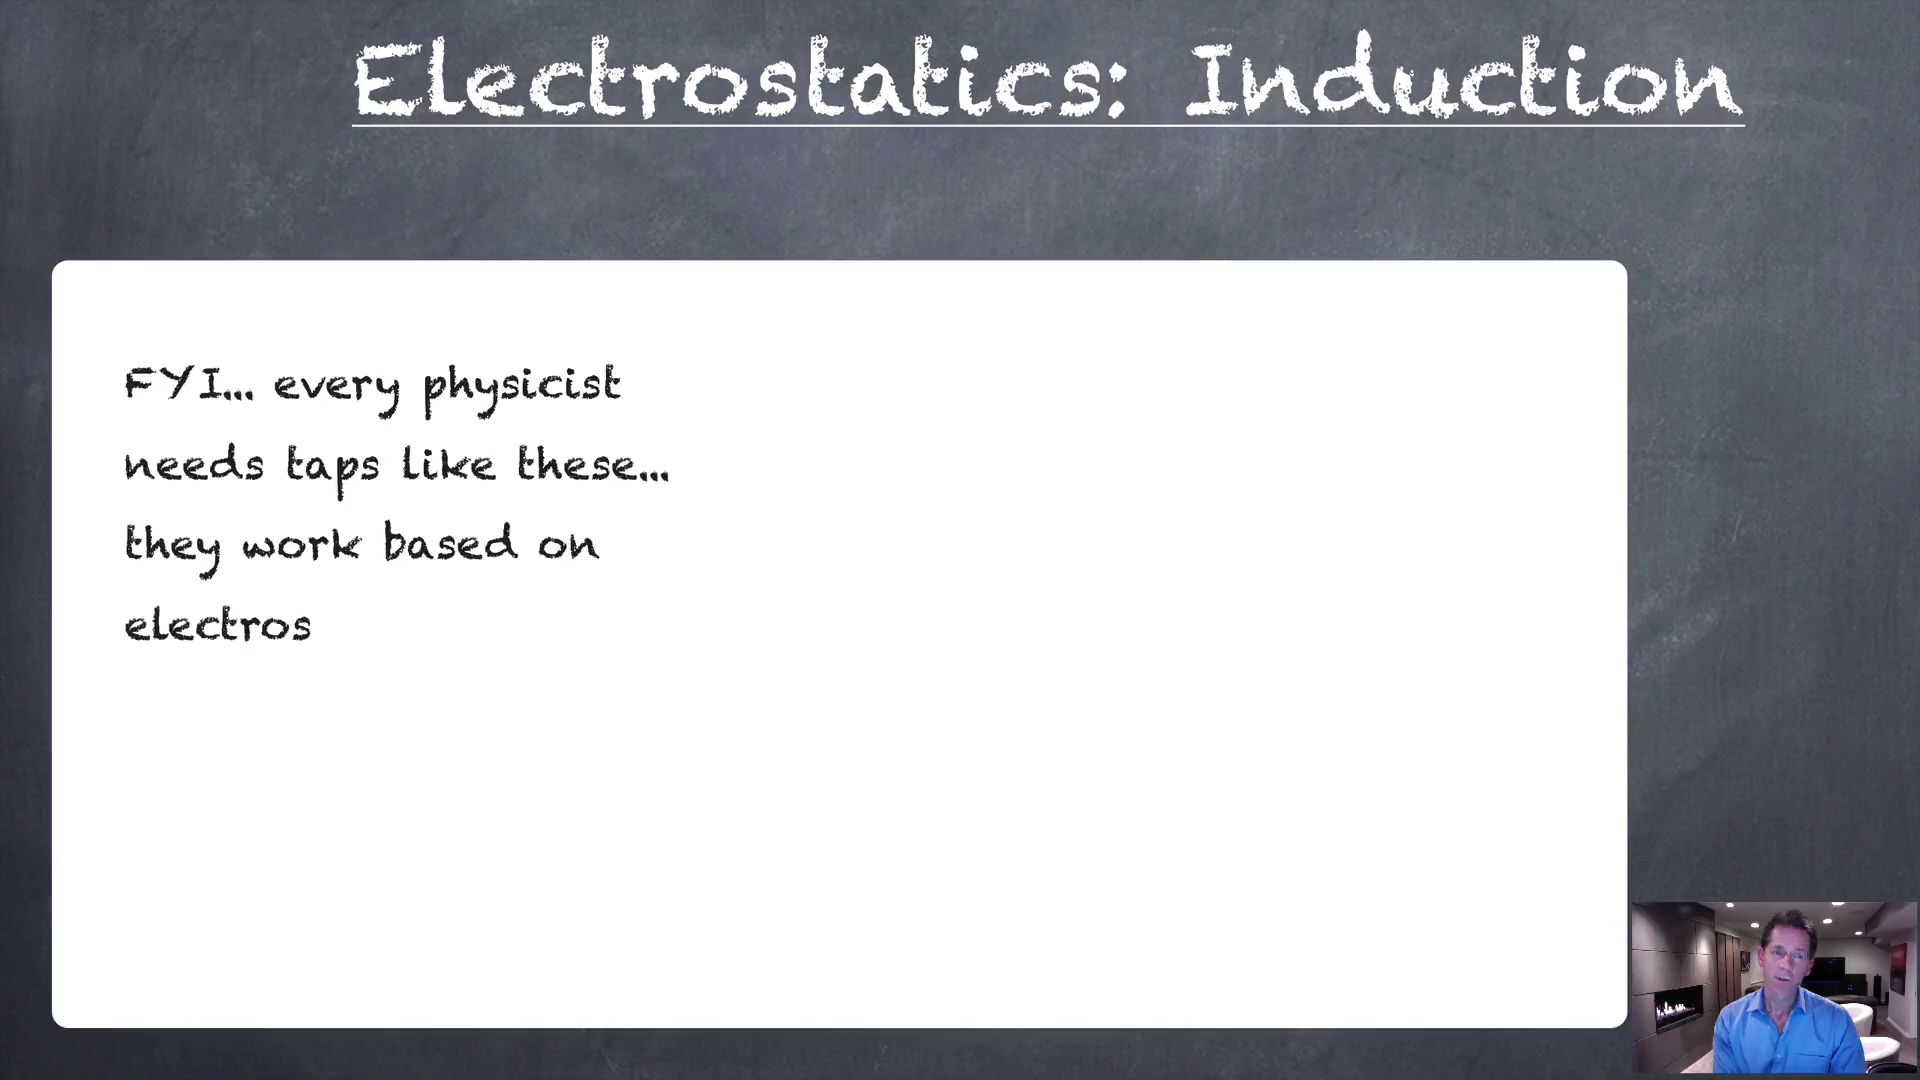 Electrostatics: Induction
FYI... every physicist
needs taps like these...
they work based on
electros